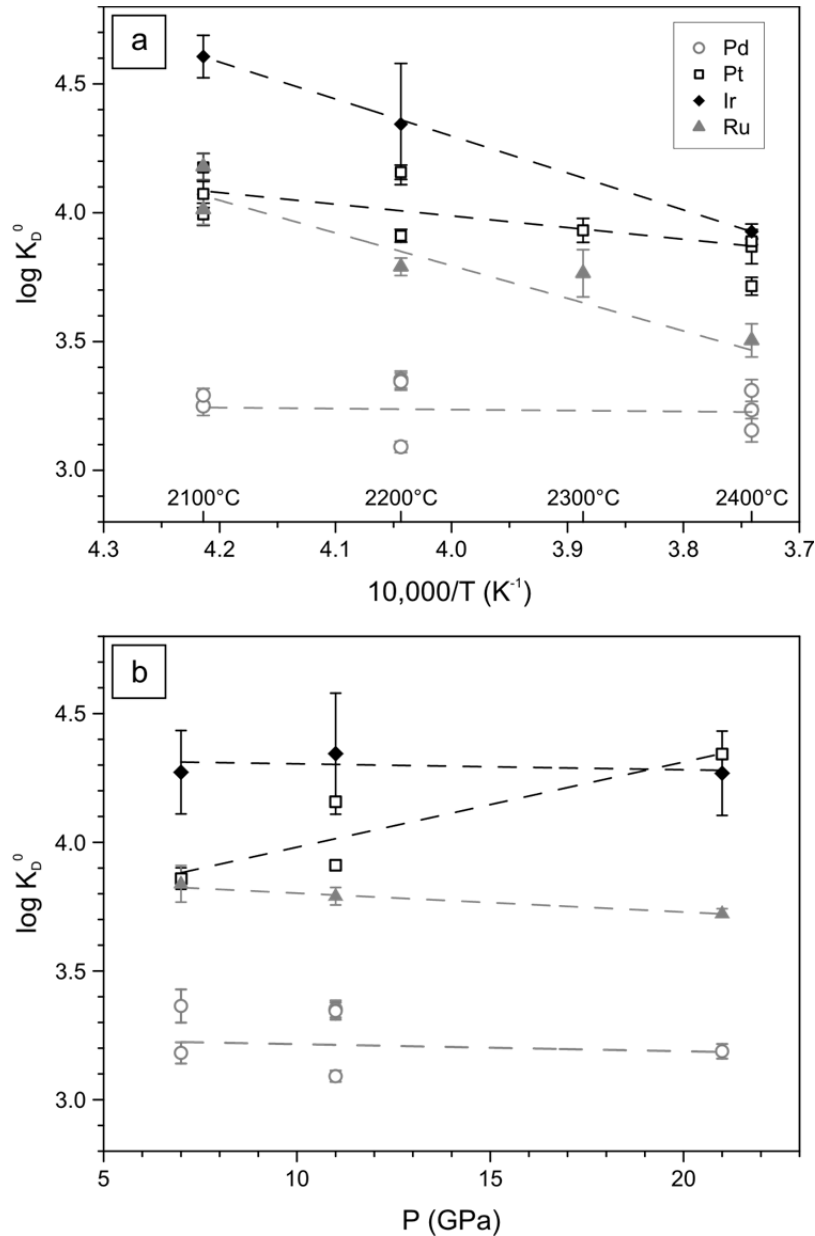 a
Pd
Pt
Ir
Ru
4.5
4.0
3.5
3.0
log K_D^0
2100°C 2200°C 2300°C 2400°C
4.3 4.2 4.1 4.0 3.9 3.8 3.7
10,000/T (K⁻¹)
b
4.5
4.0
3.5
3.0
log K_D^0
5 10 15 20
P (GPa)